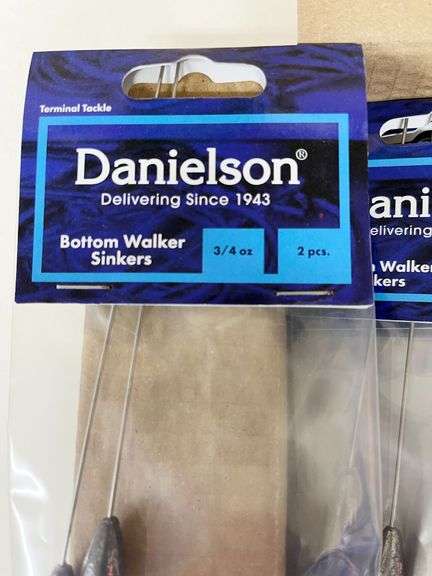 Terminal Tackle
Danielson®
Delivering Since 1943
Bottom Walker
Sinkers
3/4 oz
2 pcs.